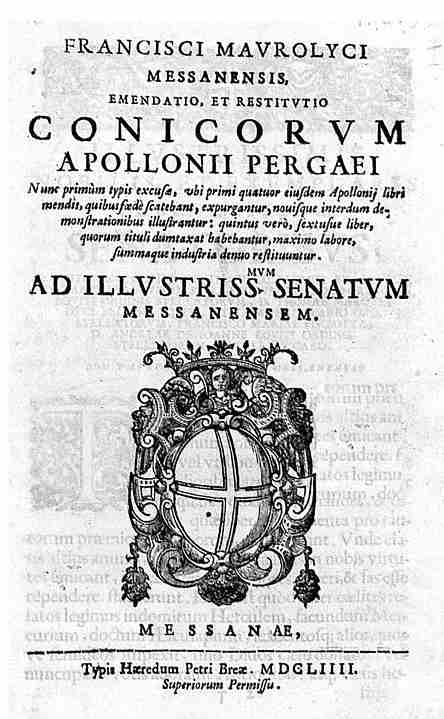 FRANCISCI MAVROLYCI
MESSANENSIS,
EMENDATIO, ET RESTITVTIO
CONICORVM
APOLLONII PERGAEI
Nunc primùm typis excusa, vbi primi quatuor eiusdem Apollonij libri
mendis, quibus fœdè scatebant, expurgantur, nouisque interdum de-
monstrationibus illustrantur: quintus verò, sextusue liber,
quorum tituli dumtaxat habebantur, maximo labore,
summaque industria denuo restituuntur.
AD ILLVSTRISS.MVM SENATVM
MESSANENSEM.
MESSANAE,
Typis Hæredum Petri Breæ. MDCLIIII.
Superiorum Permissu.